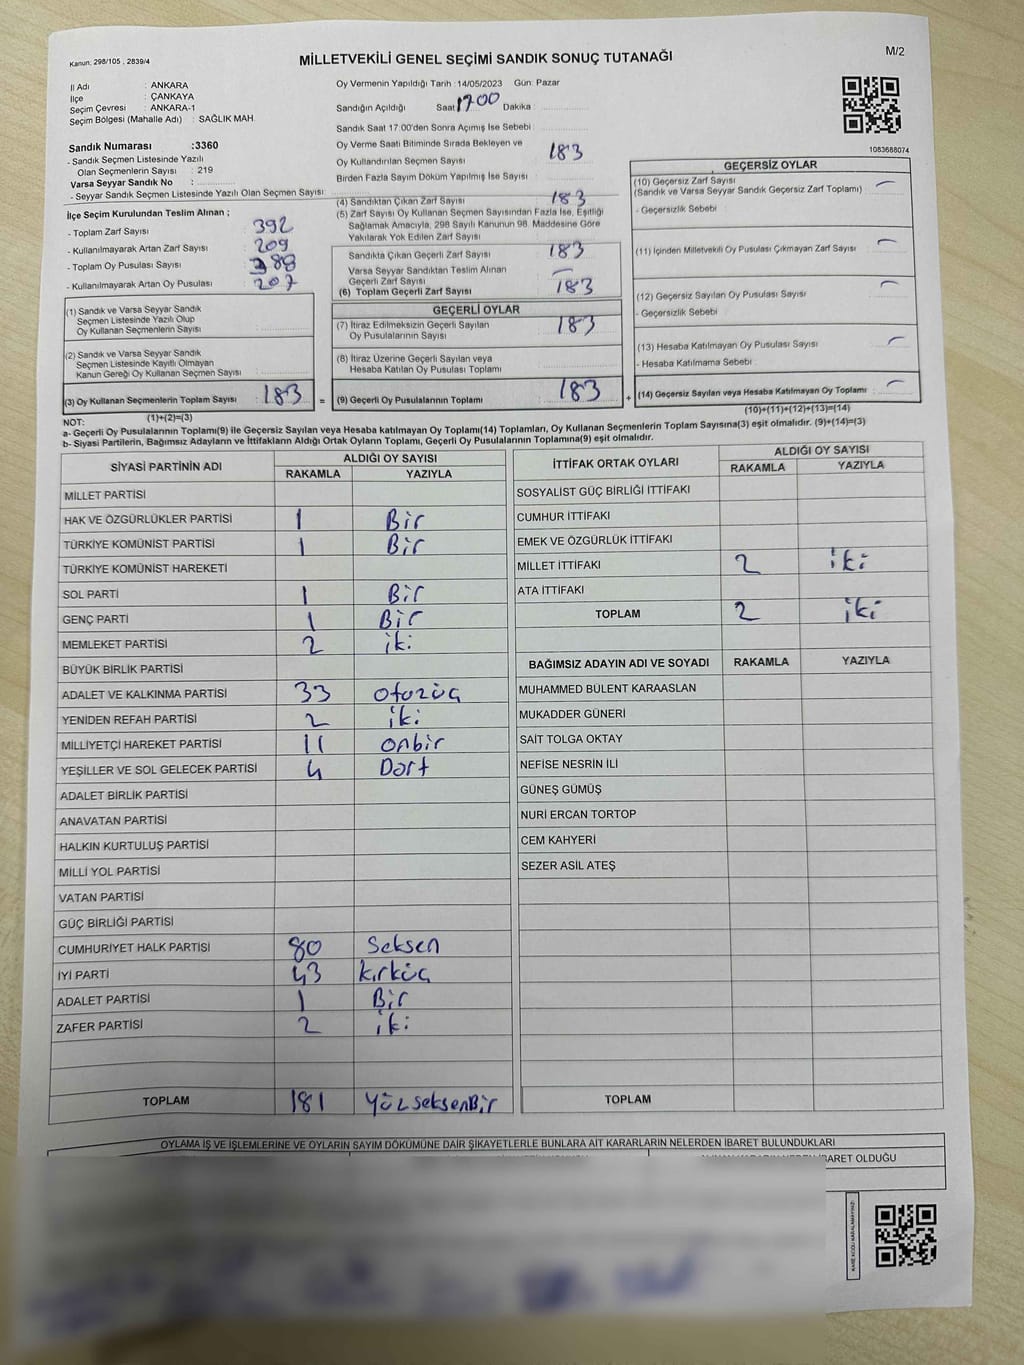 Kanun: 298/105 , 2839/4
MİLLETVEKİLİ GENEL SEÇİMİ SANDIK SONUÇ TUTANAĞI
M/2
İl Adı : ANKARA
İlçe : ÇANKAYA
Seçim Çevresi : ANKARA-1
Seçim Bölgesi (Mahalle Adı) : SAĞLIK MAH.
Sandık Numarası :3360
- Sandık Seçmen Listesinde Yazılı
Olan Seçmenlerin Sayısı : 219
Varsa Seyyar Sandık No :
- Seyyar Sandık Seçmen Listesinde Yazılı Olan Seçmen Sayısı :
Oy Vermenin Yapıldığı Tarih :14/05/2023 Gün: Pazar
Sandığın Açıldığı Saat 1700 Dakika :
Sandık Saat 17:00'den Sonra Açımış İse Sebebi :
Oy Verme Saati Bitiminde Sırada Bekleyen ve
Oy Kullandırılan Seçmen Sayısı : 183
Birden Fazla Sayım Döküm Yapılmış İse Sayısı :
1083688074
İlçe Seçim Kurulundan Teslim Alınan ;
- Toplam Zarf Sayısı : 392
- Kullanılmayarak Artan Zarf Sayısı : 209
- Toplam Oy Pusulası Sayısı : 388
- Kullanılmayarak Artan Oy Pusulası : 207
(4) Sandıktan Çıkan Zarf Sayısı : 183
(5) Zarf Sayısı Oy Kullanan Seçmen Sayısından Fazla İse, Eşitliği
Sağlamak Amacıyla, 298 Sayılı Kanunun 98. Maddesine Göre
Yakılarak Yok Edilen Zarf Sayısı :
Sandıkta Çıkan Geçerli Zarf Sayısı : 183
Varsa Seyyar Sandıktan Teslim Alınan
Geçerli Zarf Sayısı : —
(6) Toplam Geçerli Zarf Sayısı : 183
GEÇERSİZ OYLAR
(10) Geçersiz Zarf Sayısı : —
(Sandık ve Varsa Seyyar Sandık Geçersiz Zarf Toplamı)
- Geçersizlik Sebebi
(11) İçinden Milletvekili Oy Pusulası Çıkmayan Zarf Sayısı : —
(12) Geçersiz Sayılan Oy Pusulası Sayısı : —
- Geçersizlik Sebebi
(13) Hesaba Katılmayan Oy Pusulası Sayısı : —
- Hesaba Katılmama Sebebi :
(14) Geçersiz Sayılan veya Hesaba Katılmayan Oy Toplamı : —
(10)+(11)+(12)+(13)=(14)
(1) Sandık ve Varsa Seyyar Sandık
Seçmen Listesinde Yazılı Olup
Oy Kullanan Seçmenlerin Sayısı :
(2) Sandık ve Varsa Seyyar Sandık
Seçmen Listesinde Kayıtlı Olmayan
Kanun Gereği Oy Kullanan Seçmen Sayısı :
(3) Oy Kullanan Seçmenlerin Toplam Sayısı : 183 =
(1)+(2)=(3)
GEÇERLİ OYLAR
(7) İtiraz Edilmeksizin Geçerli Sayılan
Oy Pusulalarının Sayısı : 183
(8) İtiraz Üzerine Geçerli Sayılan veya
Hesaba Katılan Oy Pusulası Toplamı :
(9) Geçerli Oy Pusulalarının Toplamı : 183 +
NOT:
a- Geçerli Oy Pusulalarının Toplamı(9) ile Geçersiz Sayılan veya Hesaba katılmayan Oy Toplamı(14) Toplamları, Oy Kullanan Seçmenlerin Toplam Sayısına(3) eşit olmalıdır. (9)+(14)=(3)
b- Siyasi Partilerin, Bağımsız Adayların ve İttifakların Aldığı Ortak Oyların Toplamı, Geçerli Oy Pusulalarının Toplamına(9) eşit olmalıdır.
SİYASİ PARTİNİN ADI ALDIĞI OY SAYISI
RAKAMLA YAZIYLA
MİLLET PARTİSİ
HAK VE ÖZGÜRLÜKLER PARTİSİ 1 Bir
TÜRKİYE KOMÜNİST PARTİSİ 1 Bir
TÜRKİYE KOMÜNİST HAREKETİ
SOL PARTİ 1 Bir
GENÇ PARTİ 1 Bir
MEMLEKET PARTİSİ 2 iki
BÜYÜK BİRLİK PARTİSİ
ADALET VE KALKINMA PARTİSİ 33 otuzüç
YENİDEN REFAH PARTİSİ 2 iki
MİLLİYETÇİ HAREKET PARTİSİ 11 onbir
YEŞİLLER VE SOL GELECEK PARTİSİ 4 Dört
ADALET BİRLİK PARTİSİ
ANAVATAN PARTİSİ
HALKIN KURTULUŞ PARTİSİ
MİLLİ YOL PARTİSİ
VATAN PARTİSİ
GÜÇ BİRLİĞİ PARTİSİ
CUMHURİYET HALK PARTİSİ 80 Seksen
İYİ PARTİ 43 kırküç
ADALET PARTİSİ 1 Bir
ZAFER PARTİSİ 2 iki
TOPLAM 181 YüzseksenBir
İTTİFAK ORTAK OYLARI ALDIĞI OY SAYISI
RAKAMLA YAZIYLA
SOSYALİST GÜÇ BİRLİĞİ İTTİFAKI
CUMHUR İTTİFAKI
EMEK VE ÖZGÜRLÜK İTTİFAKI
MİLLET İTTİFAKI 2 iki
ATA İTTİFAKI
TOPLAM 2 iki
BAĞIMSIZ ADAYIN ADI VE SOYADI RAKAMLA YAZIYLA
MUHAMMED BÜLENT KARAASLAN
MUKADDER GÜNERİ
SAİT TOLGA OKTAY
NEFİSE NESRİN İLİ
GÜNEŞ GÜMÜŞ
NURİ ERCAN TORTOP
CEM KAHYERİ
SEZER ASİL ATEŞ
TOPLAM
OYLAMA İŞ VE İŞLEMLERİNE VE OYLARIN SAYIM DÖKÜMÜNE DAİR ŞİKAYETLERLE BUNLARA AİT KARARLARIN NELERDEN İBARET BULUNDUKLARI
İBARET OLDUĞU